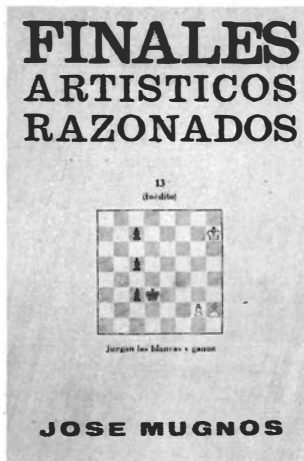 FINALES
ARTISTICOS
RAZONADOS
13
(Inédito)
Juegan las blancas y ganan
JOSE MUGNOS